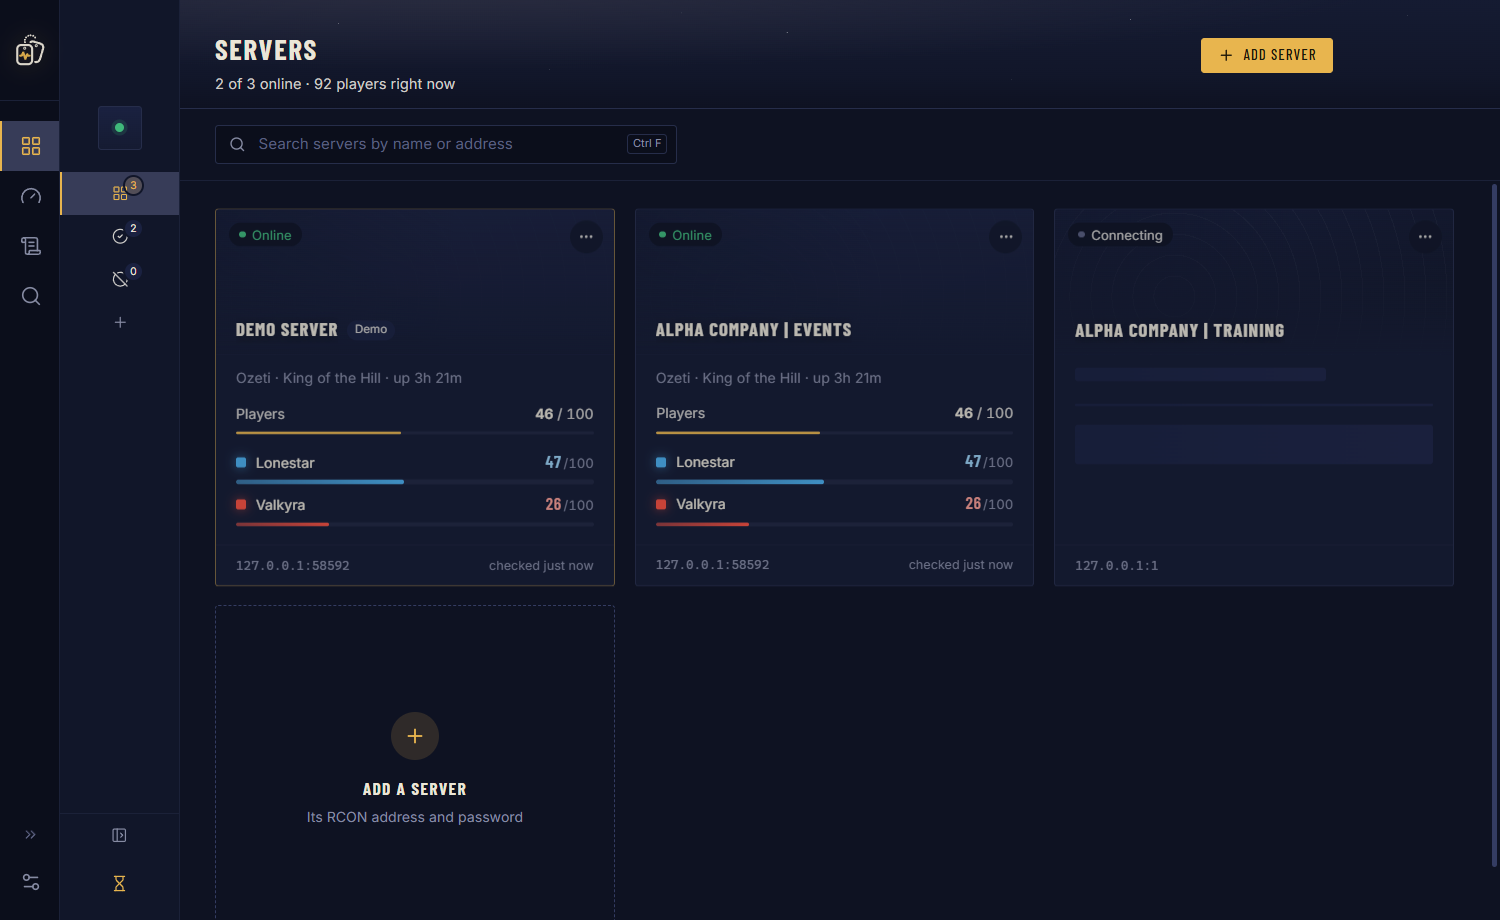 SERVERS
2 of 3 online · 92 players right now
ADD SERVER
Search servers by name or address
Ctrl F
3
2
0
Online
DEMO SERVER
Demo
Ozeti · King of the Hill · up 3h 21m
Players
46 / 100
Lonestar
47/100
Valkyra
26/100
127.0.0.1:58592
checked just now
Online
ALPHA COMPANY | EVENTS
Ozeti · King of the Hill · up 3h 21m
Players
46 / 100
Lonestar
47/100
Valkyra
26/100
127.0.0.1:58592
checked just now
Connecting
ALPHA COMPANY | TRAINING
127.0.0.1:1
ADD A SERVER
Its RCON address and password